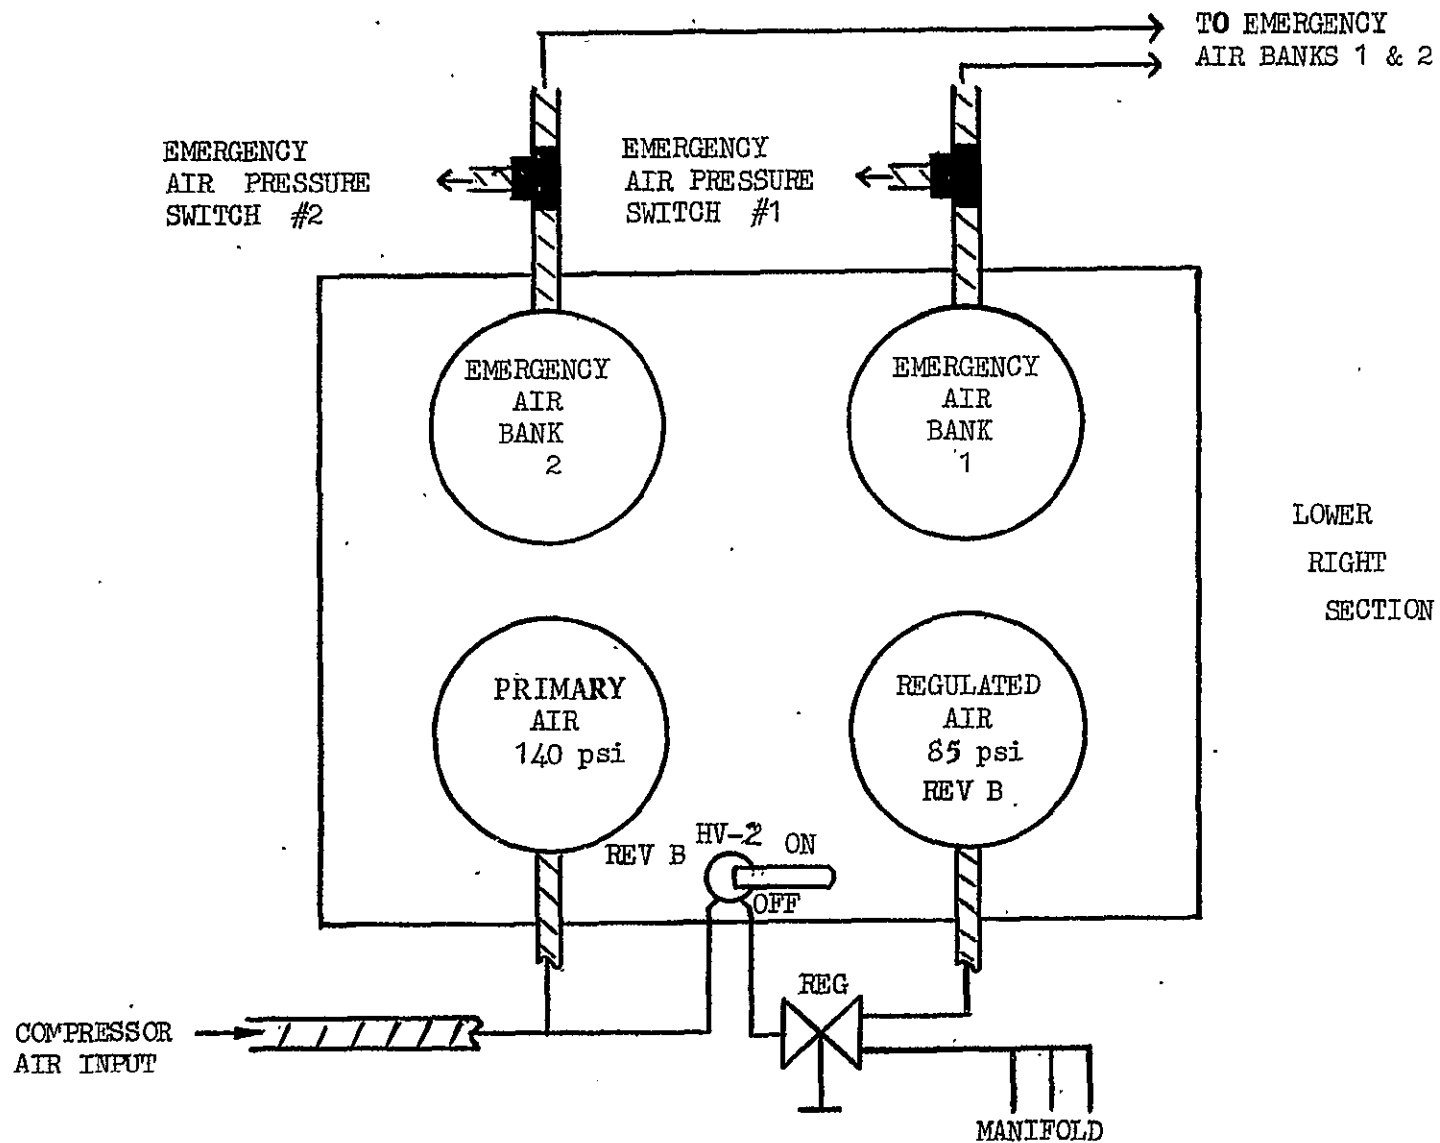 TO EMERGENCY
AIR BANKS 1 & 2
EMERGENCY
AIR PRESSURE
SWITCH #2
EMERGENCY
AIR PRESSURE
SWITCH #1
EMERGENCY
AIR
BANK
2
EMERGENCY
AIR
BANK
1
LOWER
RIGHT
SECTION
PRIMARY
AIR
140 psi
REGULATED
AIR
85 psi
REV B
REV B
HV-2
ON
OFF
REG
COMPRESSOR
AIR INPUT
MANIFOLD